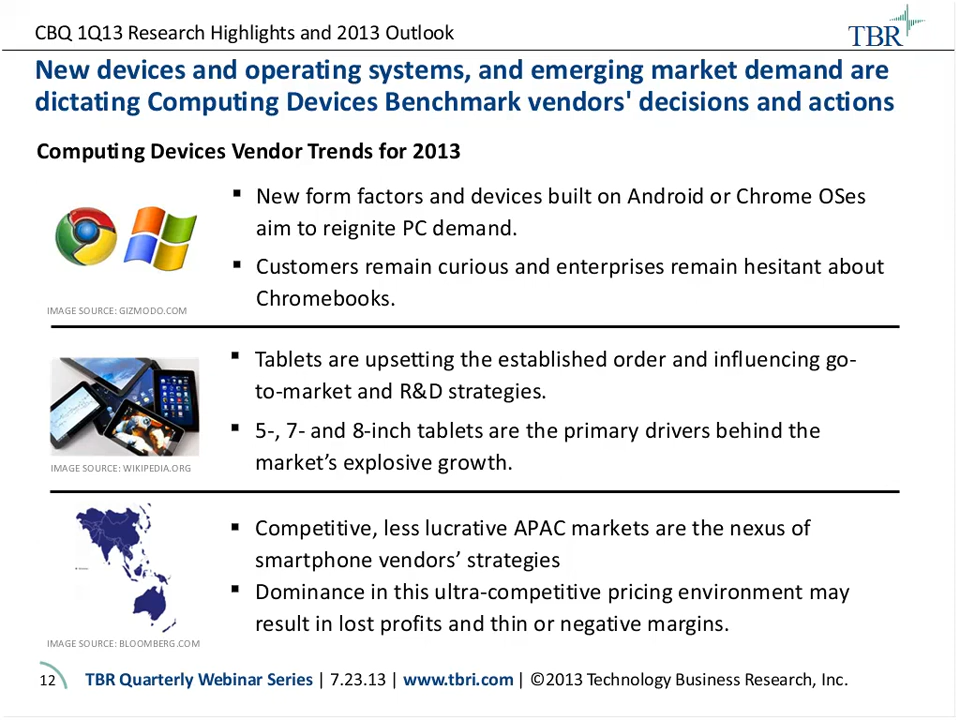 CBQ 1Q13 Research Highlights and 2013 Outlook
TBR
New devices and operating systems, and emerging market demand are
dictating Computing Devices Benchmark vendors' decisions and actions
Computing Devices Vendor Trends for 2013
▪ New form factors and devices built on Android or Chrome OSes
aim to reignite PC demand.
▪ Customers remain curious and enterprises remain hesitant about
Chromebooks.
IMAGE SOURCE: GIZMODO.COM
▪ Tablets are upsetting the established order and influencing go-
to-market and R&D strategies.
▪ 5-, 7- and 8-inch tablets are the primary drivers behind the
market’s explosive growth.
IMAGE SOURCE: WIKIPEDIA.ORG
▪ Competitive, less lucrative APAC markets are the nexus of
smartphone vendors’ strategies
▪ Dominance in this ultra-competitive pricing environment may
result in lost profits and thin or negative margins.
IMAGE SOURCE: BLOOMBERG.COM
12 TBR Quarterly Webinar Series | 7.23.13 | www.tbri.com | ©2013 Technology Business Research, Inc.